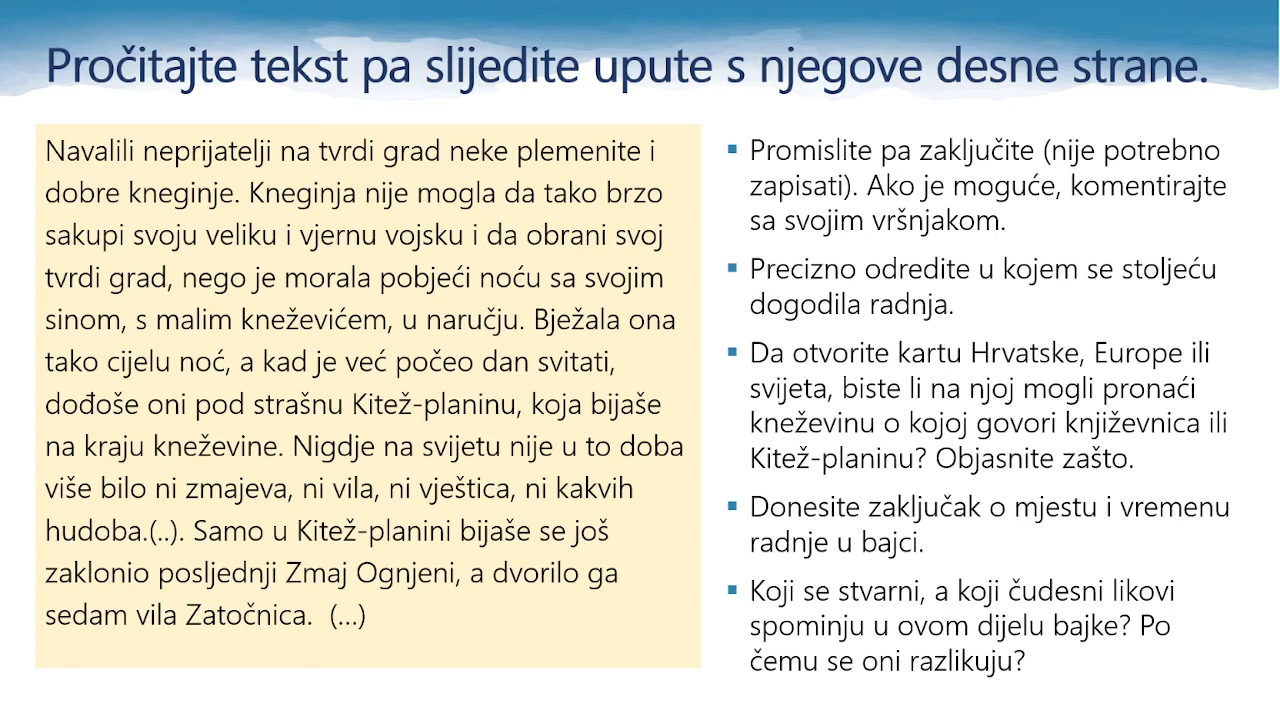 Pročitajte tekst pa slijedite upute s njegove desne strane.
Navalili neprijatelji na tvrdi grad neke plemenite i
dobre kneginje. Kneginja nije mogla da tako brzo
sakupi svoju veliku i vjernu vojsku i da obrani svoj
tvrdi grad, nego je morala pobjeći noću sa svojim
sinom, s malim kneževićem, u naručju. Bježala ona
tako cijelu noć, a kad je već počeo dan svitati,
dođoše oni pod strašnu Kitež-planinu, koja bijaše
na kraju kneževine. Nigdje na svijetu nije u to doba
više bilo ni zmajeva, ni vila, ni vještica, ni kakvih
hudoba.(..). Samo u Kitež-planini bijaše se još
zaklonio posljednji Zmaj Ognjeni, a dvorilo ga
sedam vila Zatočnica. (...)
▪ Promislite pa zaključite (nije potrebno
zapisati). Ako je moguće, komentirajte
sa svojim vršnjakom.
▪ Precizno odredite u kojem se stoljeću
dogodila radnja.
▪ Da otvorite kartu Hrvatske, Europe ili
svijeta, biste li na njoj mogli pronaći
kneževinu o kojoj govori književnica ili
Kitež-planinu? Objasnite zašto.
▪ Donesite zaključak o mjestu i vremenu
radnje u bajci.
▪ Koji se stvarni, a koji čudesni likovi
spominju u ovom dijelu bajke? Po
čemu se oni razlikuju?